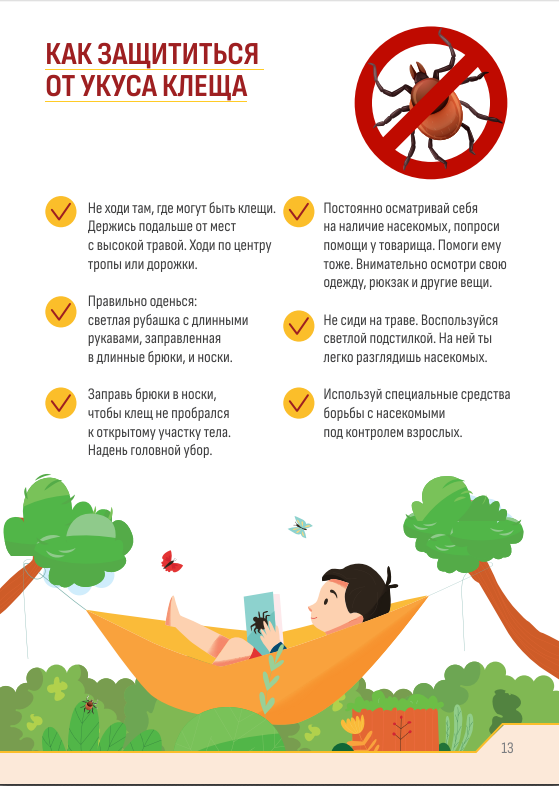 КАК ЗАЩИТИТЬСЯ
ОТ УКУСА КЛЕЩА
Не ходи там, где могут быть клещи.
Держись подальше от мест
с высокой травой. Ходи по центру
тропы или дорожки.
Правильно оденься:
светлая рубашка с длинными
рукавами, заправленная
в длинные брюки, и носки.
Заправь брюки в носки,
чтобы клещ не пробрался
к открытому участку тела.
Надень головной убор.
Постоянно осматривай себя
на наличие насекомых, попроси
помощи у товарища. Помоги ему
тоже. Внимательно осмотри свою
одежду, рюкзак и другие вещи.
Не сиди на траве. Воспользуйся
светлой подстилкой. На ней ты
легко разглядишь насекомых.
Используй специальные средства
борьбы с насекомыми
под контролем взрослых.
13